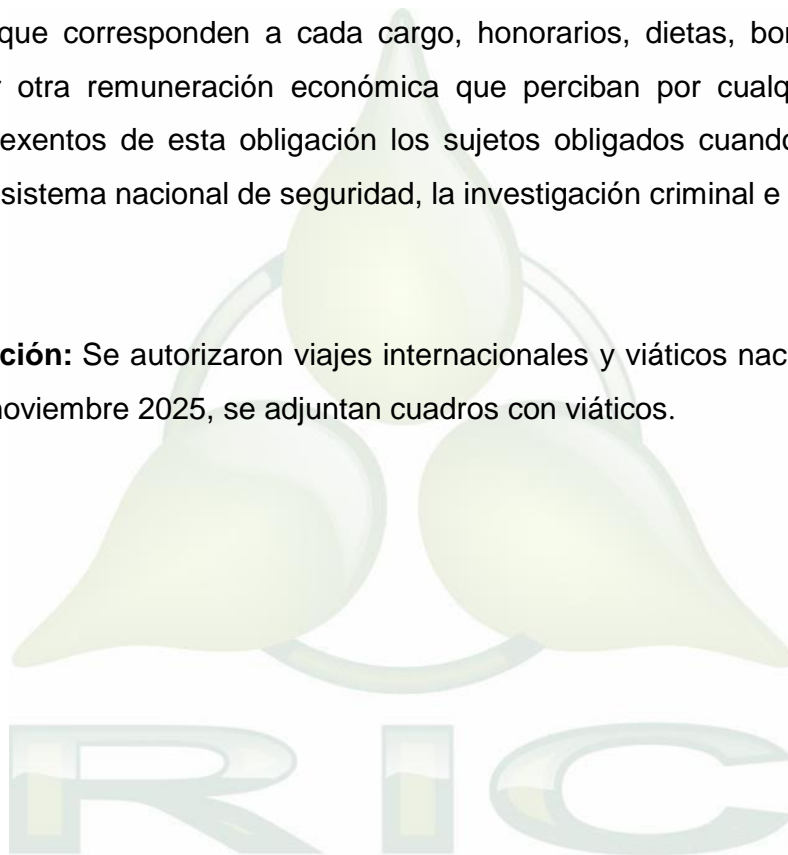 que corresponden a cada cargo, honorarios, dietas, bo
otra remuneración económica que perciban por cualq
exentos de esta obligación los sujetos obligados cuando
sistema nacional de seguridad, la investigación criminal e
ción: Se autorizaron viajes internacionales y viáticos nac
noviembre 2025, se adjuntan cuadros con viáticos.
RIC